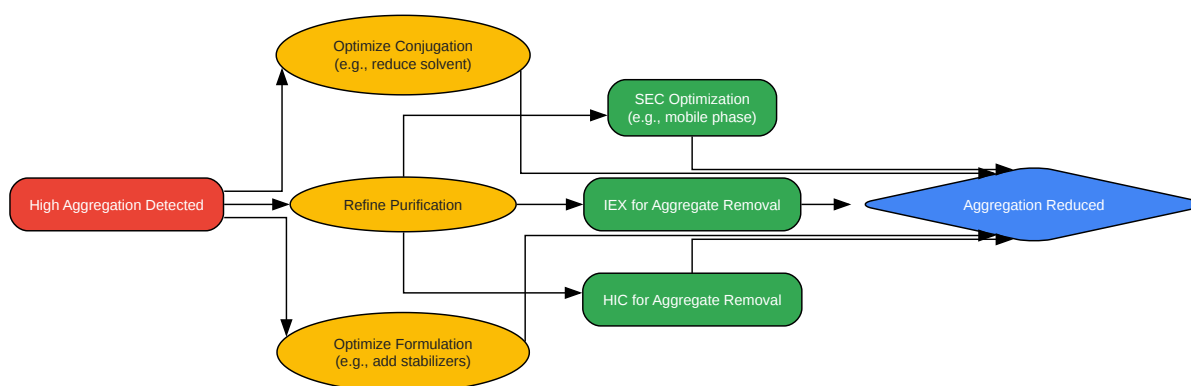 Optimize Conjugation
(e.g., reduce solvent)
SEC Optimization
(e.g., mobile phase)
High Aggregation Detected
Refine Purification
IEX for Aggregate Removal
Aggregation Reduced
HIC for Aggregate Removal
Optimize Formulation
(e.g., add stabilizers)